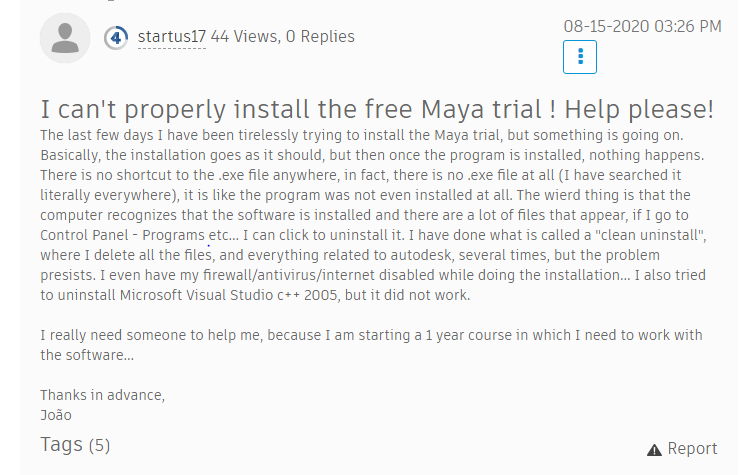 4 startus17 44 Views, 0 Replies
08-15-2020 03:26 PM
I can't properly install the free Maya trial ! Help please!
The last few days I have been tirelessly trying to install the Maya trial, but something is going on.
Basically, the installation goes as it should, but then once the program is installed, nothing happens.
There is no shortcut to the .exe file anywhere, in fact, there is no .exe file at all (I have searched it
literally everywhere), it is like the program was not even installed at all. The wierd thing is that the
computer recognizes that the software is installed and there are a lot of files that appear, if I go to
Control Panel - Programs etc... I can click to uninstall it. I have done what is called a "clean uninstall",
where I delete all the files, and everything related to autodesk, several times, but the problem
presists. I even have my firewall/antivirus/internet disabled while doing the installation... I also tried
to uninstall Microsoft Visual Studio c++ 2005, but it did not work.
I really need someone to help me, because I am starting a 1 year course in which I need to work with
the software...
Thanks in advance,
João
Tags (5)
Report